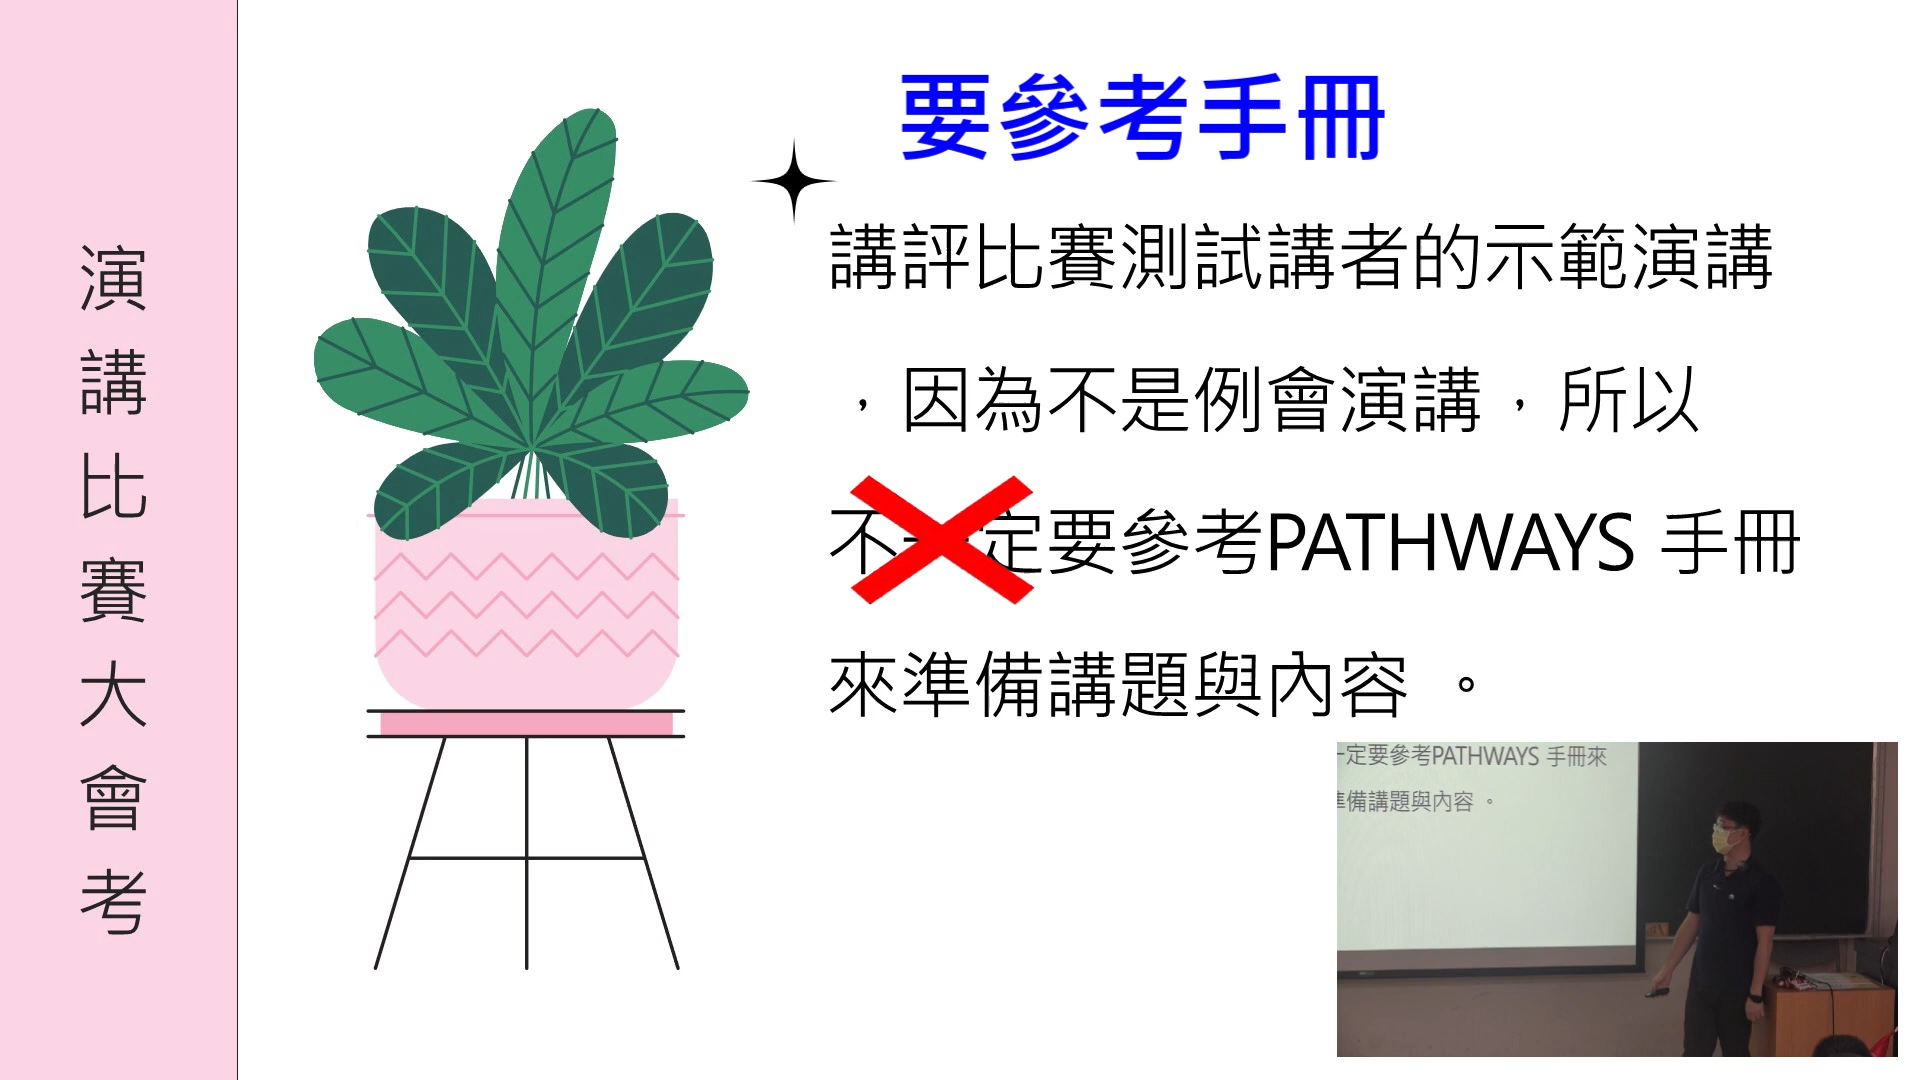 演講比賽大會考
要參考手冊
講評比賽測試講者的示範演講
，因為不是例會演講，所以
不一定要參考PATHWAYS 手冊
來準備講題與內容 。
一定要參考PATHWAYS 手冊來
準備講題與內容 。